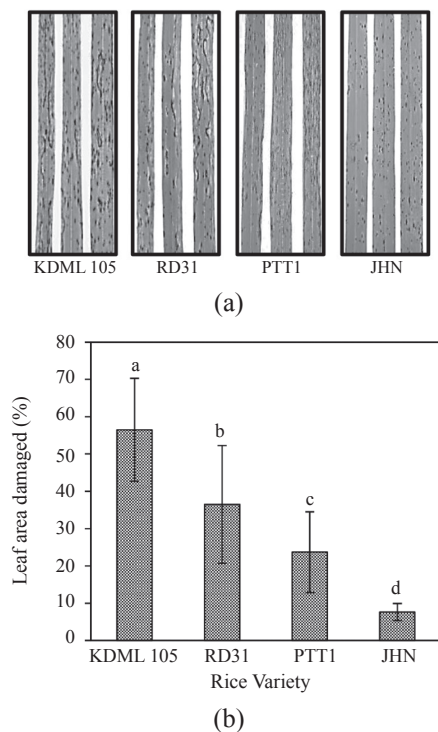 KDML 105 RD31 PTT1 JHN
(a)
80
70
60
50
40
30
20
10
0
Leaf area damaged (%)
a
b
c
d
KDML 105 RD31 PTT1 JHN
Rice Variety
(b)